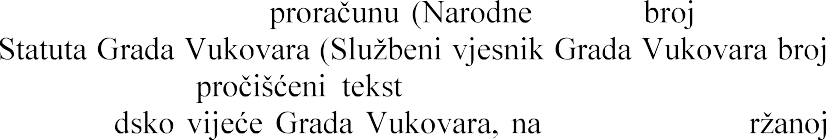 proračunu (Narodne broj
Statuta Grada Vukovara (Službeni vjesnik Grada Vukovara broj
pročišćeni tekst
dsko vijeće Grada Vukovara, na ržanoj